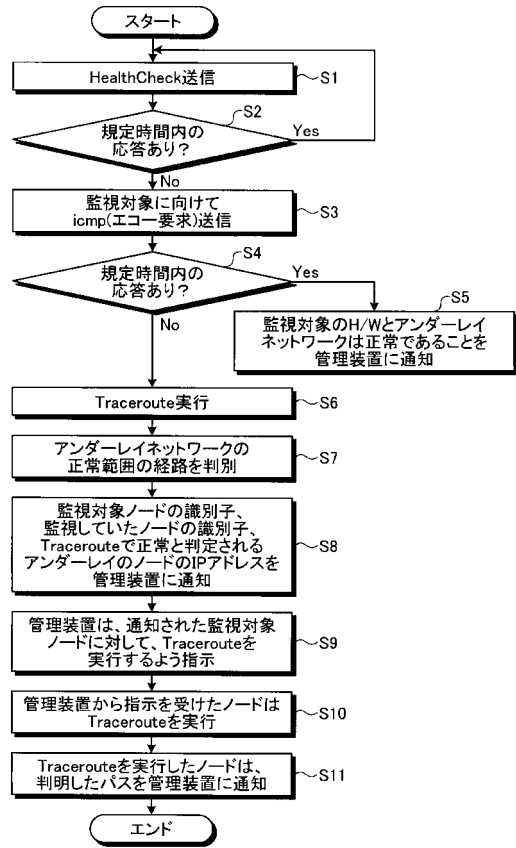 スタート
HealthCheck送信
S1
S2
規定時間内の
応答あり?
Yes
No
監視対象に向けて
icmp(エコー要求)送信
S3
S4
規定時間内の
応答あり?
Yes
No
S5
監視対象のH/Wとアンダーレイ
ネットワークは正常であることを
管理装置に通知
Traceroute実行
S6
アンダーレイネットワークの
正常範囲の経路を判別
S7
監視対象ノードの識別子、
監視していたノードの識別子、
Tracerouteで正常と判定される
アンダーレイのノードのIPアドレスを
管理装置に通知
S8
管理装置は、通知された監視対象
ノードに対して、Tracerouteを
実行するよう指示
S9
管理装置から指示を受けたノードは
Tracerouteを実行
S10
Tracerouteを実行したノードは、
判明したパスを管理装置に通知
S11
エンド